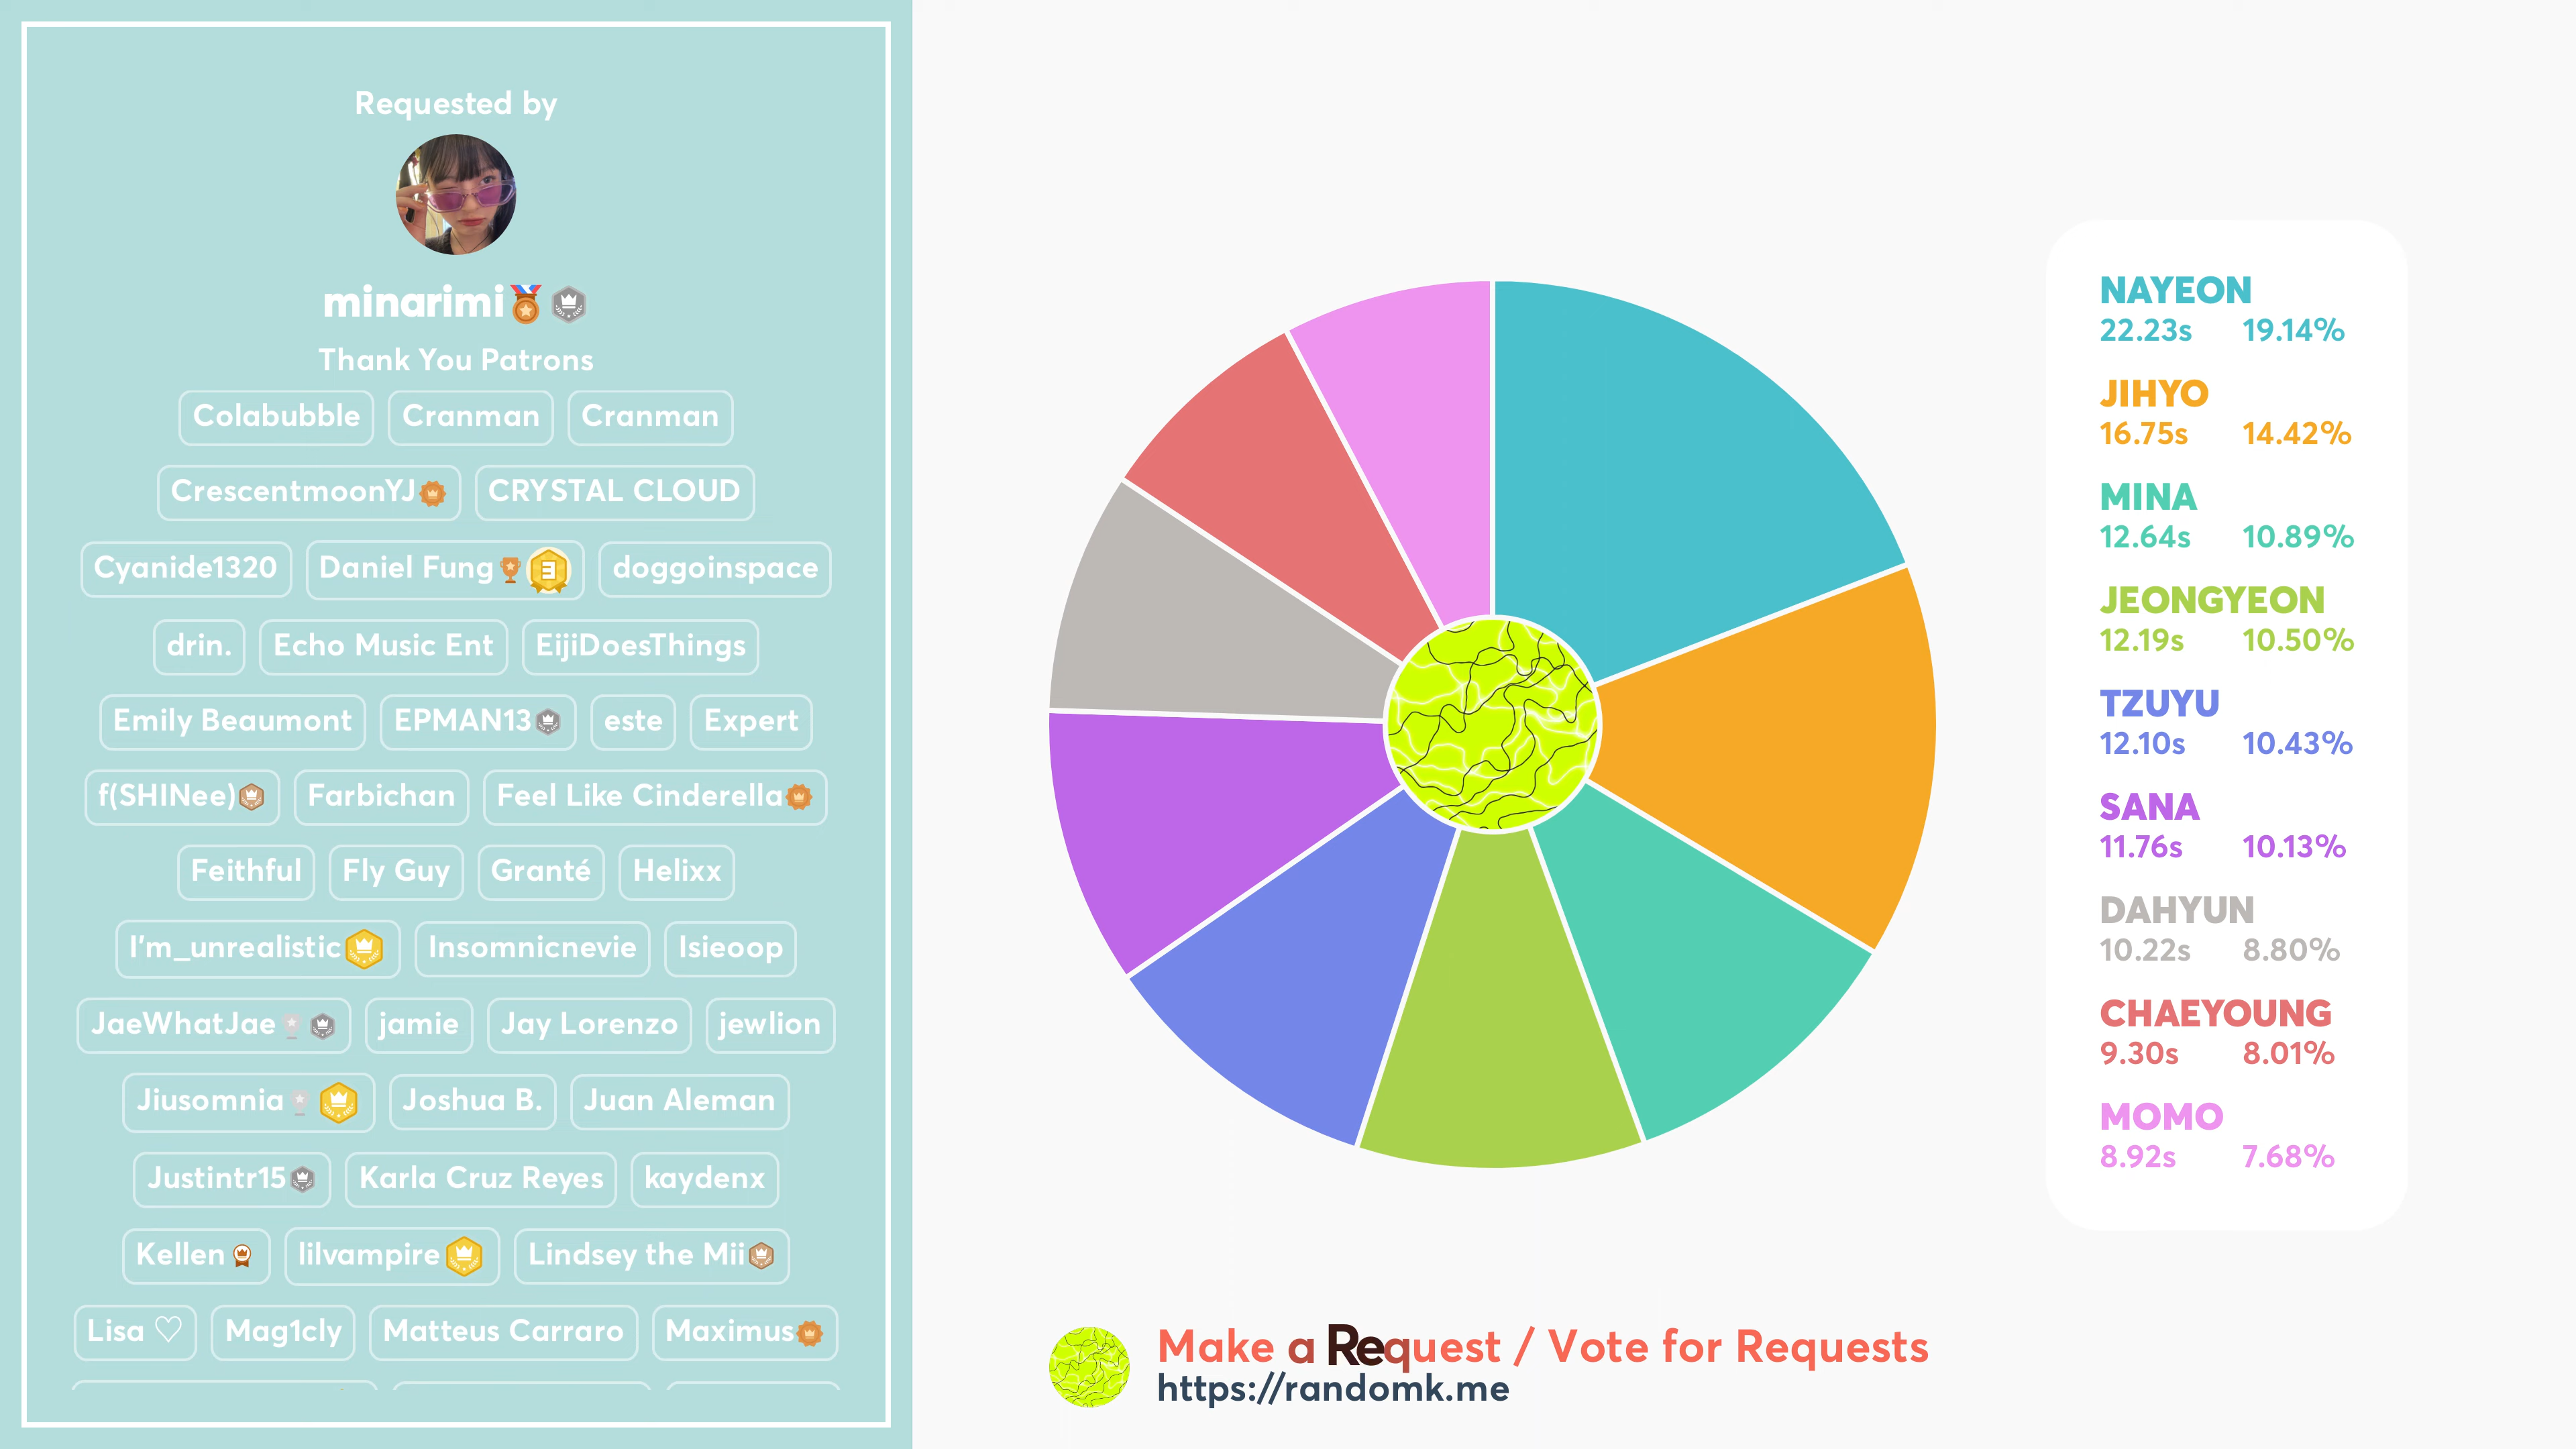 Requested by
minarimi
Thank You Patrons
Colabubble Cranman Cranman
CrescentmoonYJ CRYSTAL CLOUD
Cyanide1320 Daniel Fung 3 doggoinspace
drin. Echo Music Ent EijiDoesThings
Emily Beaumont EPMAN13 este Expert
f(SHINee) Farbichan Feel Like Cinderella
Feithful Fly Guy Granté Helixx
I'm_unrealistic Insomnicnevie Isieoop
JaeWhatJae jamie Jay Lorenzo jewlion
Jiusomnia Joshua B. Juan Aleman
Justintr15 Karla Cruz Reyes kaydenx
Kellen lilvampire Lindsey the Mii
Lisa ♡ Mag1cly Matteus Carraro Maximus
NAYEON
22.23s 19.14%
JIHYO
16.75s 14.42%
MINA
12.64s 10.89%
JEONGYEON
12.19s 10.50%
TZUYU
12.10s 10.43%
SANA
11.76s 10.13%
DAHYUN
10.22s 8.80%
CHAEYOUNG
9.30s 8.01%
MOMO
8.92s 7.68%
Make a Request / Vote for Requests
https://randomk.me